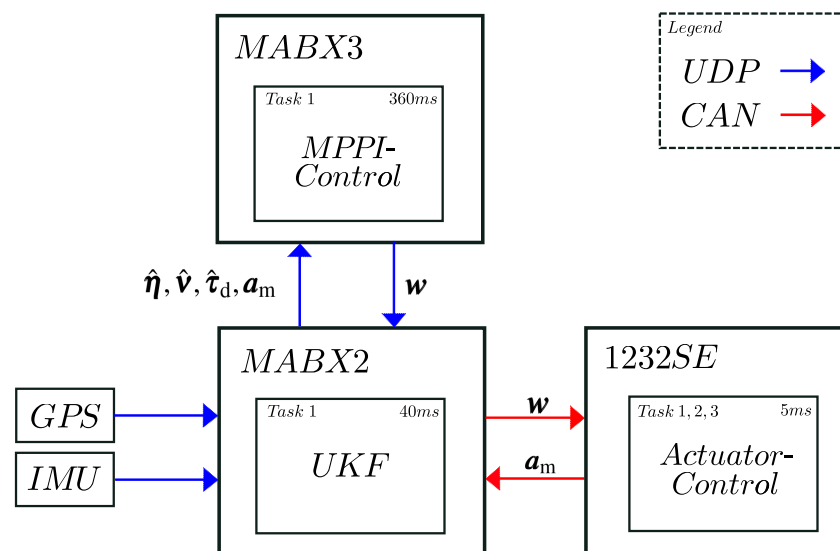 MABX3
Task 1 360ms
MPPI-
Control
Legend
UDP
CAN
η̂, ν̂, τ̂d, am
w
MABX2
Task 1 40ms
UKF
GPS
IMU
w
am
1232SE
Task 1, 2, 3 5ms
Actuator-
Control